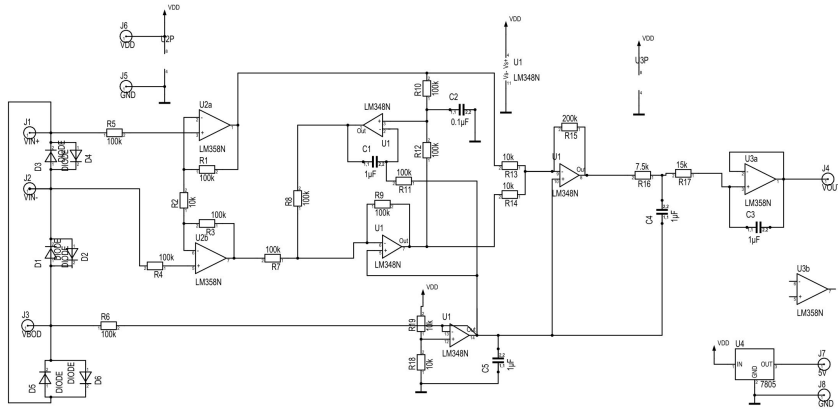 VDD
J6
VDD
U2P
J5
GND
VDD
U1
LM348N
VDD
U3P
J1
VIN+
R5
100k
U2a
LM358N
D3
DIODE
DIODE
D4
J2
VIN-
R1
100k
R2
10k
R3
100k
U2b
LM358N
R4
100k
D1
DIODE
DIODE
D2
R7
100k
R8
100k
LM348N
Out
U1
C1
1µF
R11
100k
R10
100k
C2
0.1µF
R12
100k
R9
100k
U1
Out
LM348N
10k
R13
10k
R14
200k
R15
U1
LM348N
7.5k
R16
15k
R17
C4
1µF
U3a
LM358N
C3
1µF
J4
VOUT
U3b
LM358N
J3
VBOD
R6
100k
VDD
R19
10k
R18
10k
U1
Out
LM348N
C5
1µF
D5
DIODE
DIODE
D6
VDD
U4
IN
OUT
GND
7805
J7
5V
J8
GND